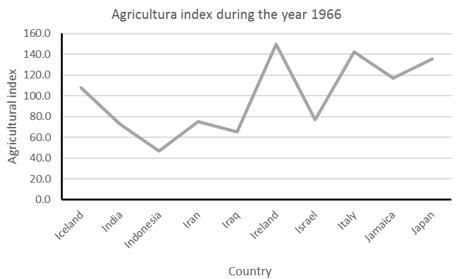 Agricultura index during the year 1966
Agricultural index
160.0
140.0
120.0
100.0
80.0
60.0
40.0
20.0
0.0
Iceland
India
Indonesia
Iran
Iraq
Ireland
Israel
Italy
Jamaica
Japan
Country